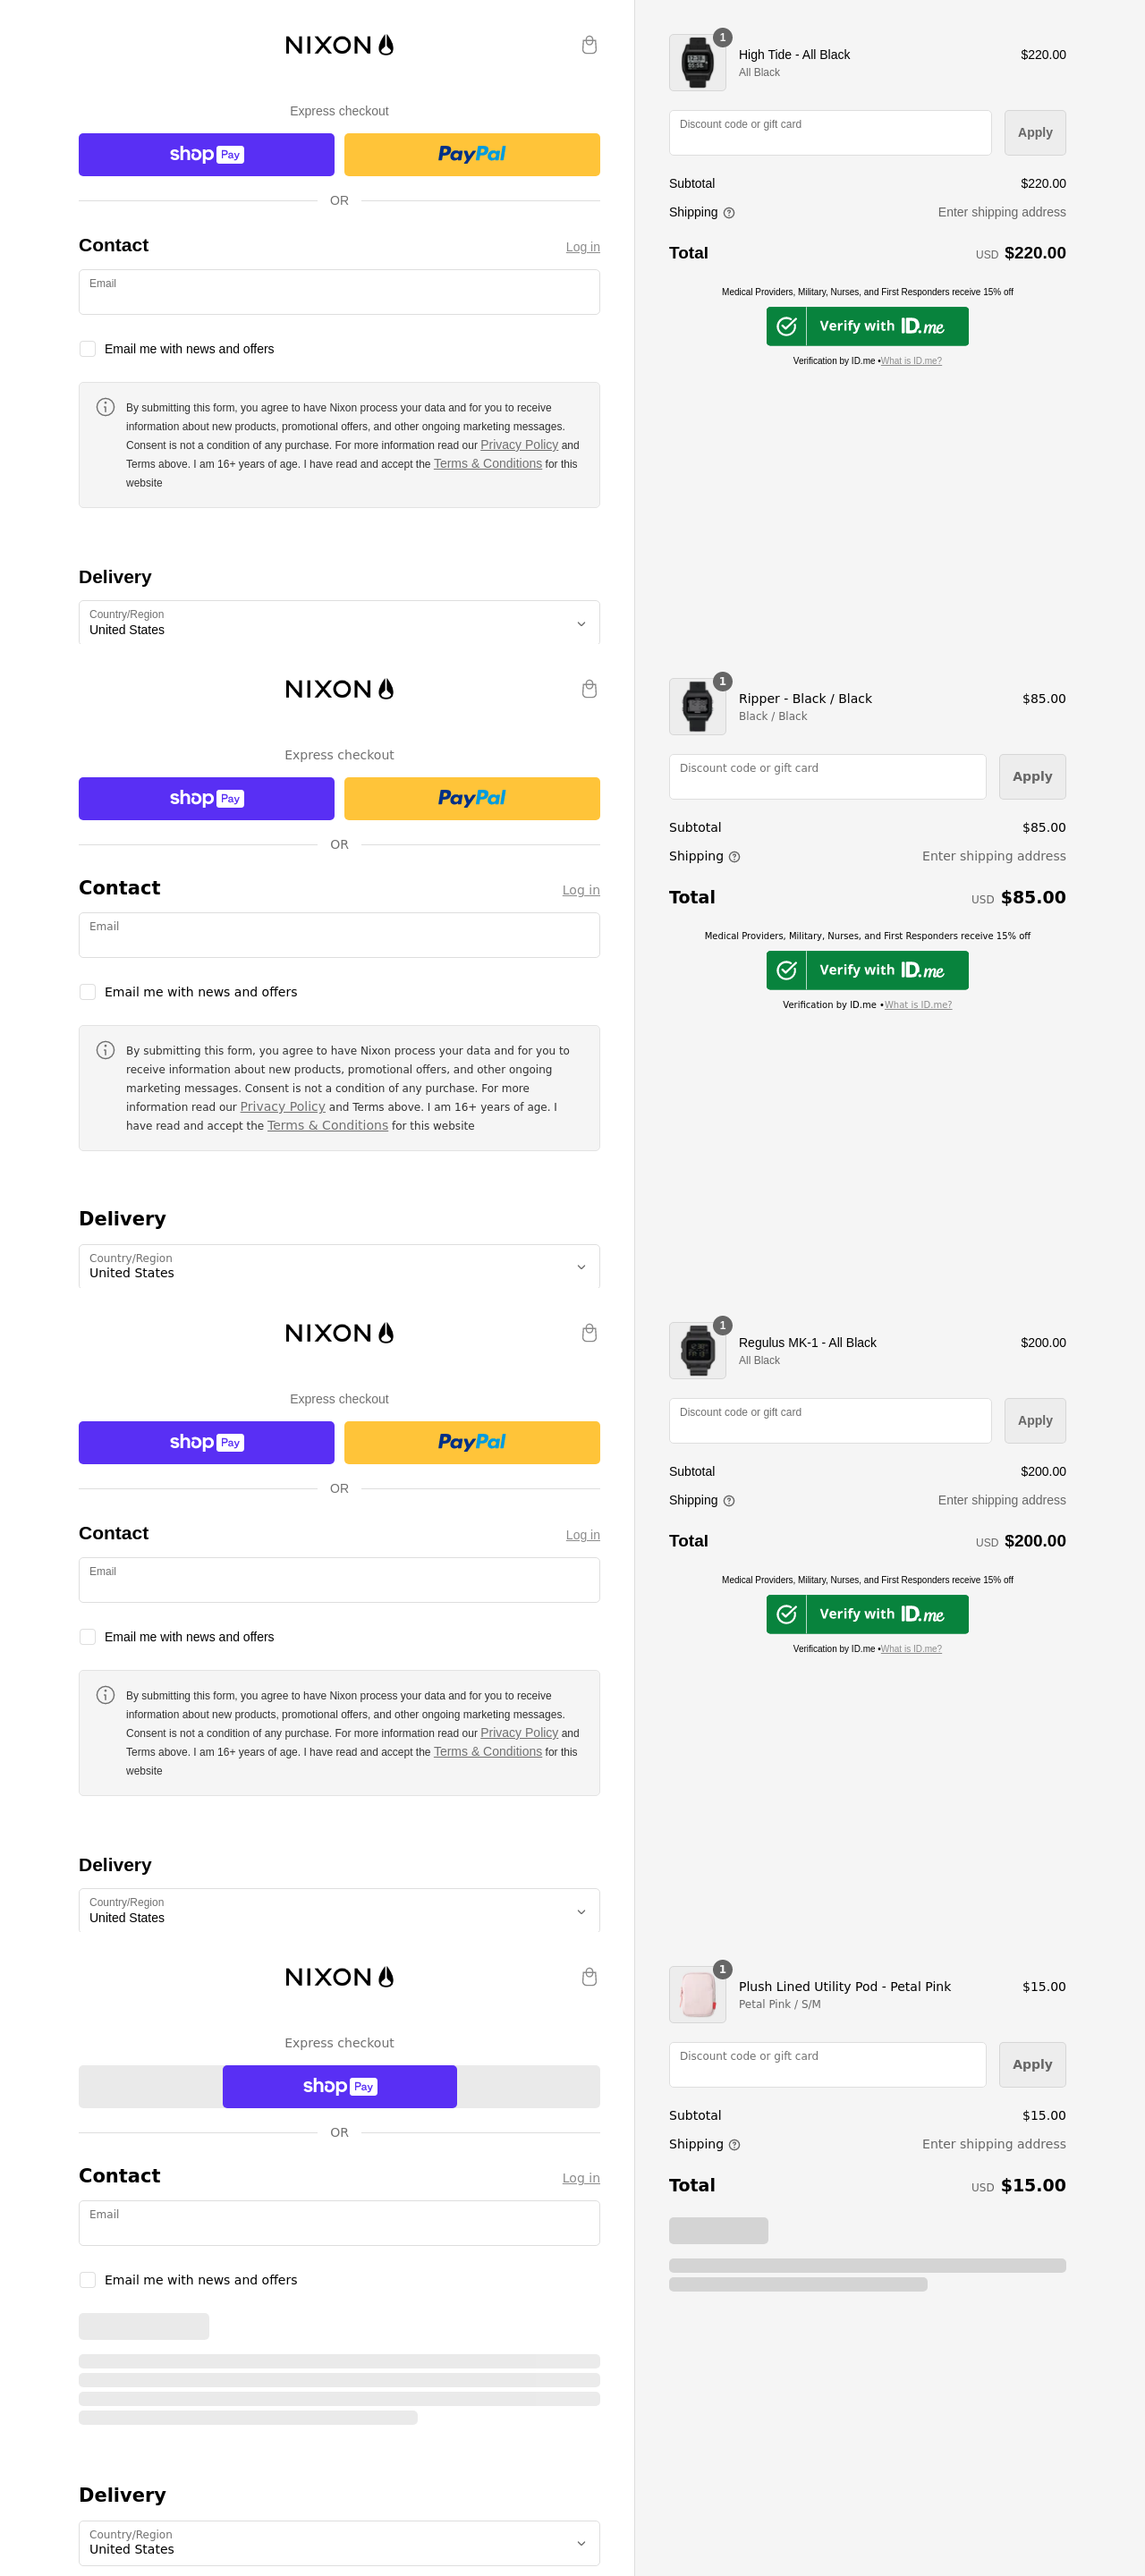 NIXON
Express checkout
shop Pay
PayPal
OR
Contact
Log in
Email
Email me with news and offers
By submitting this form, you agree to have Nixon process your data and for you to receive
information about new products, promotional offers, and other ongoing marketing messages.
Consent is not a condition of any purchase. For more information read our Privacy Policy and
Terms above. I am 16+ years of age. I have read and accept the Terms & Conditions for this
website
Delivery
Country/Region
United States
1
High Tide - All Black
$220.00
All Black
Discount code or gift card
Apply
Subtotal
$220.00
Shipping
Enter shipping address
Total
USD $220.00
Medical Providers, Military, Nurses, and First Responders receive 15% off
Verify with ID.me
Verification by ID.me •What is ID.me?
NIXON
Express checkout
shop Pay
PayPal
OR
Contact
Log in
Email
Email me with news and offers
By submitting this form, you agree to have Nixon process your data and for you to
receive information about new products, promotional offers, and other ongoing
marketing messages. Consent is not a condition of any purchase. For more
information read our Privacy Policy and Terms above. I am 16+ years of age. I
have read and accept the Terms & Conditions for this website
Delivery
Country/Region
United States
1
Ripper - Black / Black
$85.00
Black / Black
Discount code or gift card
Apply
Subtotal
$85.00
Shipping
Enter shipping address
Total
USD $85.00
Medical Providers, Military, Nurses, and First Responders receive 15% off
Verify with ID.me
Verification by ID.me •What is ID.me?
NIXON
Express checkout
shop Pay
PayPal
OR
Contact
Log in
Email
Email me with news and offers
By submitting this form, you agree to have Nixon process your data and for you to receive
information about new products, promotional offers, and other ongoing marketing messages.
Consent is not a condition of any purchase. For more information read our Privacy Policy and
Terms above. I am 16+ years of age. I have read and accept the Terms & Conditions for this
website
Delivery
Country/Region
United States
1
Regulus MK-1 - All Black
$200.00
All Black
Discount code or gift card
Apply
Subtotal
$200.00
Shipping
Enter shipping address
Total
USD $200.00
Medical Providers, Military, Nurses, and First Responders receive 15% off
Verify with ID.me
Verification by ID.me •What is ID.me?
NIXON
Express checkout
shop Pay
OR
Contact
Log in
Email
Email me with news and offers
Delivery
Country/Region
United States
1
Plush Lined Utility Pod - Petal Pink
$15.00
Petal Pink / S/M
Discount code or gift card
Apply
Subtotal
$15.00
Shipping
Enter shipping address
Total
USD $15.00